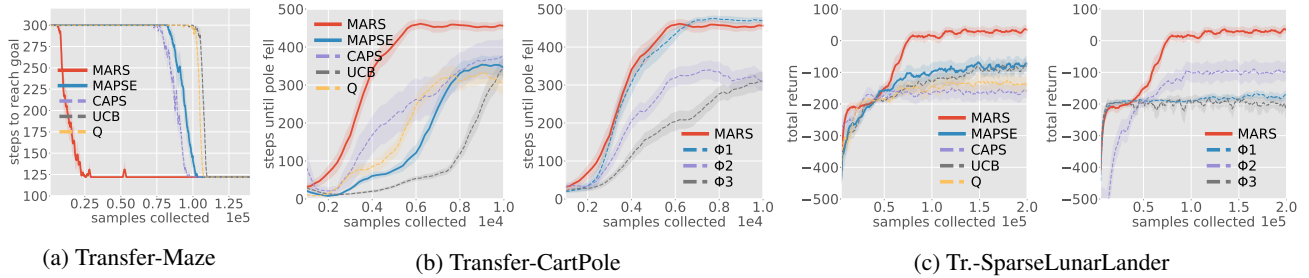 steps to reach goal
300
275
250
225
200
175
150
125
100
MARS
MAPSE
CAPS
UCB
Q
0.25 0.50 0.75 1.00
samples collected 1e5
(a) Transfer-Maze
steps until pole fell
500
400
300
200
100
0
MARS
MAPSE
CAPS
UCB
Q
0.2 0.4 0.6 0.8 1.0
samples collected 1e4
steps until pole fell
500
400
300
200
100
0
MARS
Φ1
Φ2
Φ3
0.2 0.4 0.6 0.8 1.0
samples collected 1e4
(b) Transfer-CartPole
total return
100
0
−100
−200
−300
−400
−500
MARS
MAPSE
CAPS
UCB
Q
0.5 1.0 1.5 2.0
samples collected 1e5
total return
100
0
−100
−200
−300
−400
−500
MARS
Φ1
Φ2
Φ3
0.5 1.0 1.5 2.0
samples collected 1e5
(c) Tr.-SparseLunarLander